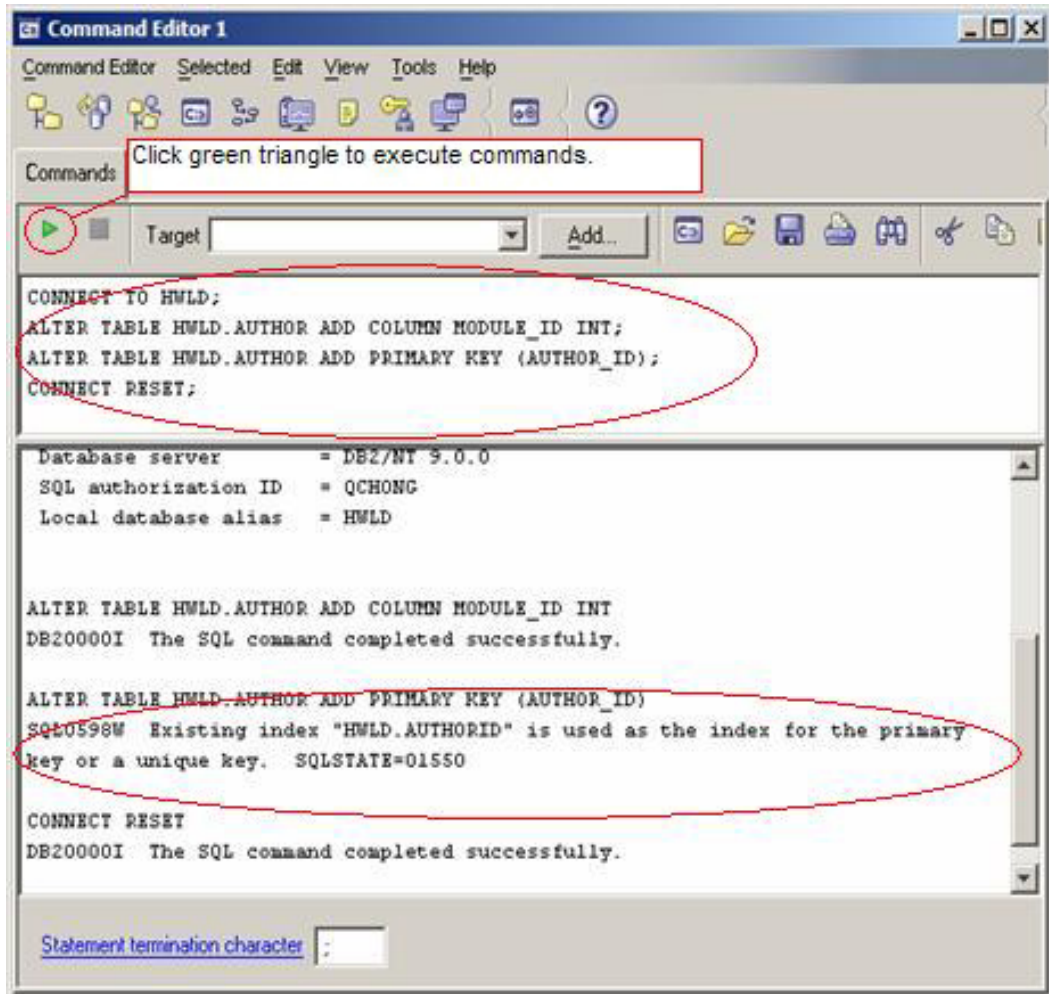 Command Editor 1
Command Editor Selected Edit View Tools Help
Click green triangle to execute commands.
Commands
Target Add...
CONNECT TO HWLD;
ALTER TABLE HWLD.AUTHOR ADD COLUMN MODULE_ID INT;
ALTER TABLE HWLD.AUTHOR ADD PRIMARY KEY (AUTHOR_ID);
CONNECT RESET;
Database server = DB2/NT 9.0.0
SQL authorization ID = QCHONG
Local database alias = HWLD
ALTER TABLE HWLD.AUTHOR ADD COLUMN MODULE_ID INT
DB20000I The SQL command completed successfully.
ALTER TABLE HWLD.AUTHOR ADD PRIMARY KEY (AUTHOR_ID)
SQL0598W Existing index "HWLD.AUTHORID" is used as the index for the primary
key or a unique key. SQLSTATE=01550
CONNECT RESET
DB20000I The SQL command completed successfully.
Statement termination character ;